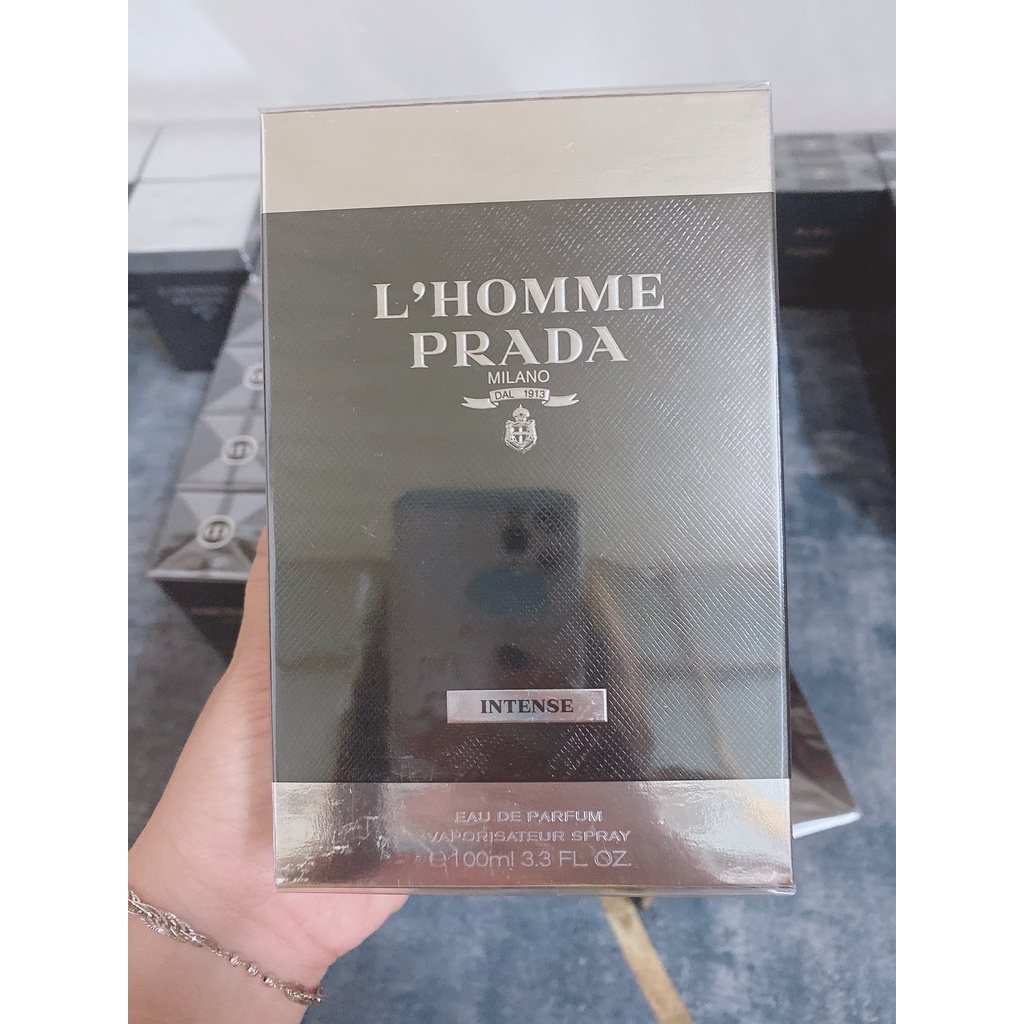 L'HOMME
PRADA
MILANO
DAL 1913
INTENSE
EAU DE PARFUM
VAPORISATEUR SPRAY
℮ 100ml 3.3 FL. OZ.